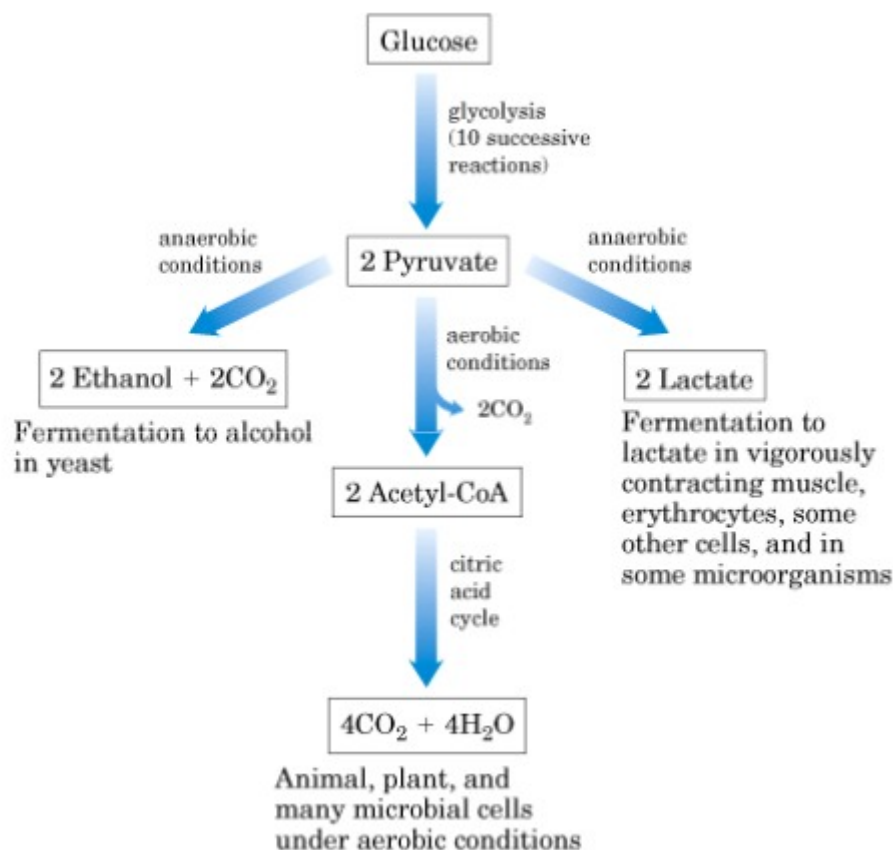 Glucose
glycolysis
(10 successive
reactions)
anaerobic
conditions
2 Pyruvate
anaerobic
conditions
2 Ethanol + 2CO₂
Fermentation to alcohol
in yeast
aerobic
conditions
2CO₂
2 Lactate
Fermentation to
lactate in vigorously
contracting muscle,
erythrocytes, some
other cells, and in
some microorganisms
2 Acetyl-CoA
citric
acid
cycle
4CO₂ + 4H₂O
Animal, plant, and
many microbial cells
under aerobic conditions